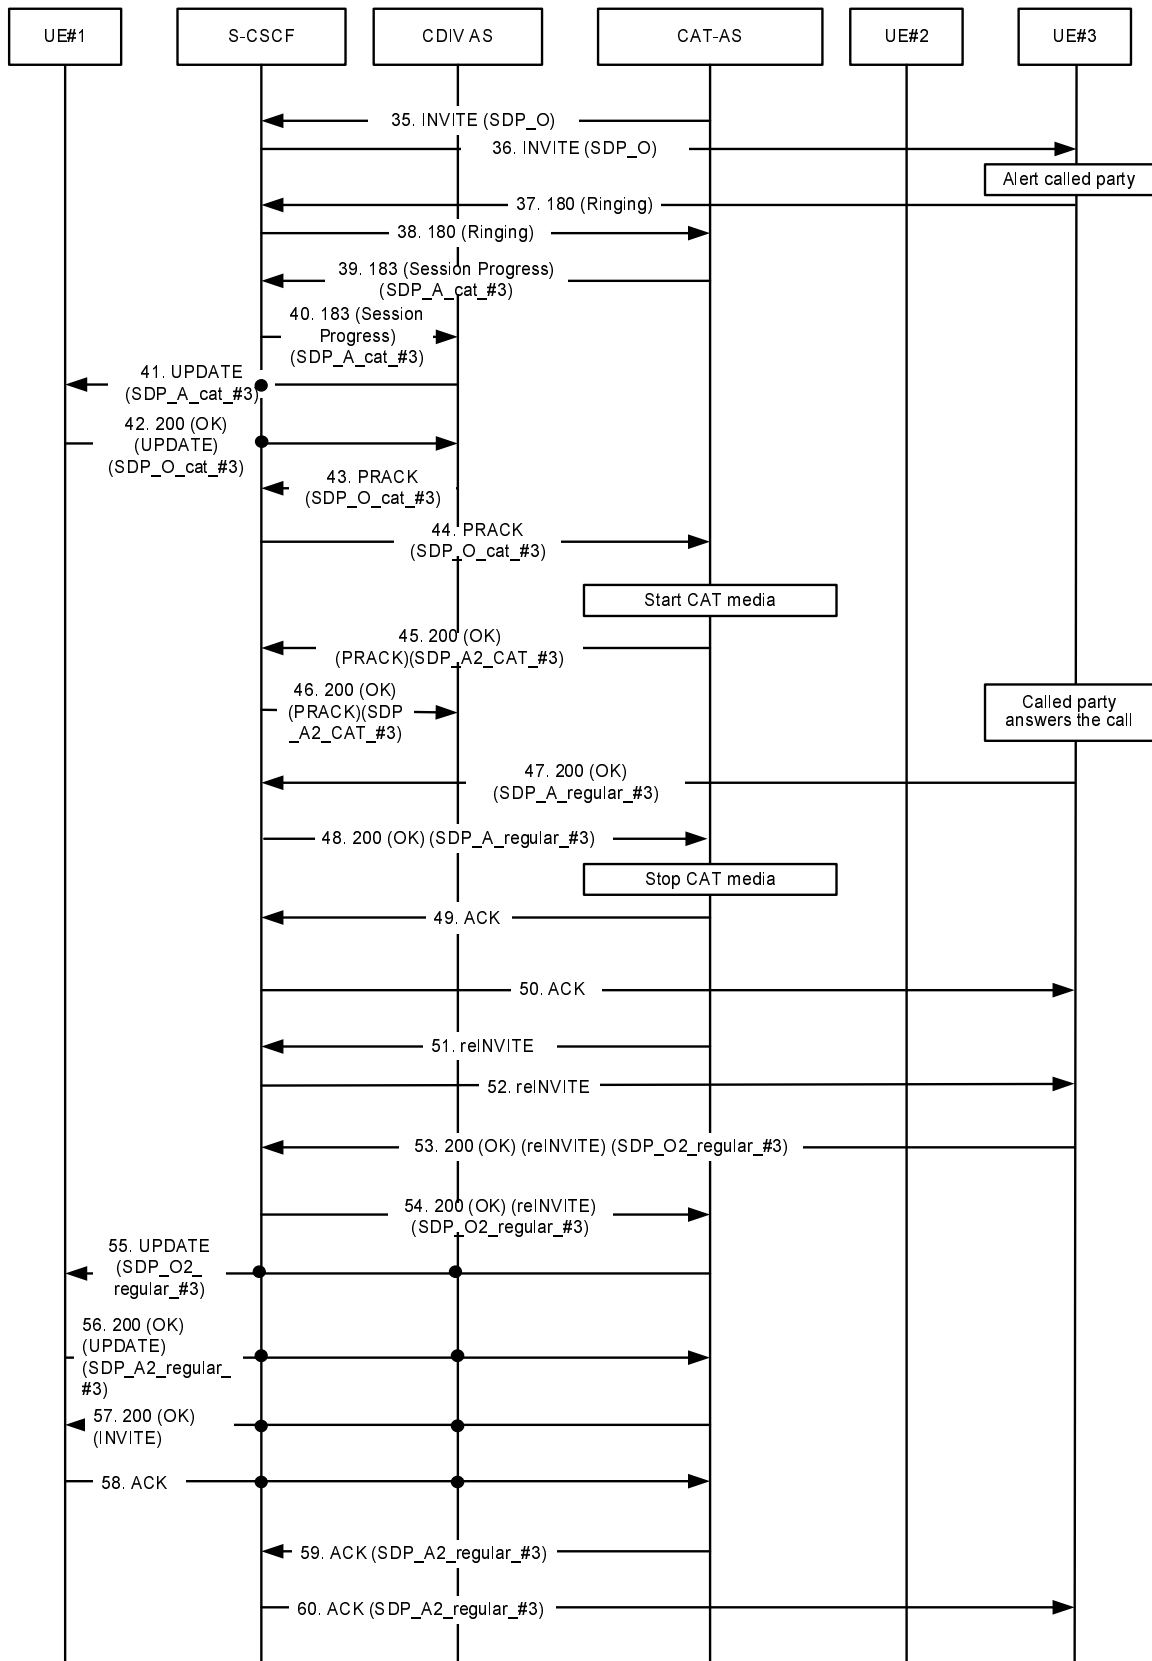 UE#1
S-CSCF
CDIV AS
CAT-AS
UE#2
UE#3
35. INVITE (SDP_O)
36. INVITE (SDP_O)
Alert called party
37. 180 (Ringing)
38. 180 (Ringing)
39. 183 (Session Progress)
(SDP_A_cat_#3)
40. 183 (Session
Progress)
(SDP_A_cat_#3)
41. UPDATE
(SDP_A_cat_#3)
42. 200 (OK)
(UPDATE)
(SDP_O_cat_#3)
43. PRACK
(SDP_O_cat_#3)
44. PRACK
(SDP_O_cat_#3)
Start CAT media
45. 200 (OK)
(PRACK)(SDP_A2_CAT_#3)
46. 200 (OK)
(PRACK)(SDP
_A2_CAT_#3)
Called party
answers the call
47. 200 (OK)
(SDP_A_regular_#3)
48. 200 (OK) (SDP_A_regular_#3)
Stop CAT media
49. ACK
50. ACK
51. reINVITE
52. reINVITE
53. 200 (OK) (reINVITE) (SDP_O2_regular_#3)
54. 200 (OK) (reINVITE)
(SDP_O2_regular_#3)
55. UPDATE
(SDP_O2_
regular_#3)
56. 200 (OK)
(UPDATE)
(SDP_A2_regular_
#3)
57. 200 (OK)
(INVITE)
58. ACK
59. ACK (SDP_A2_regular_#3)
60. ACK (SDP_A2_regular_#3)